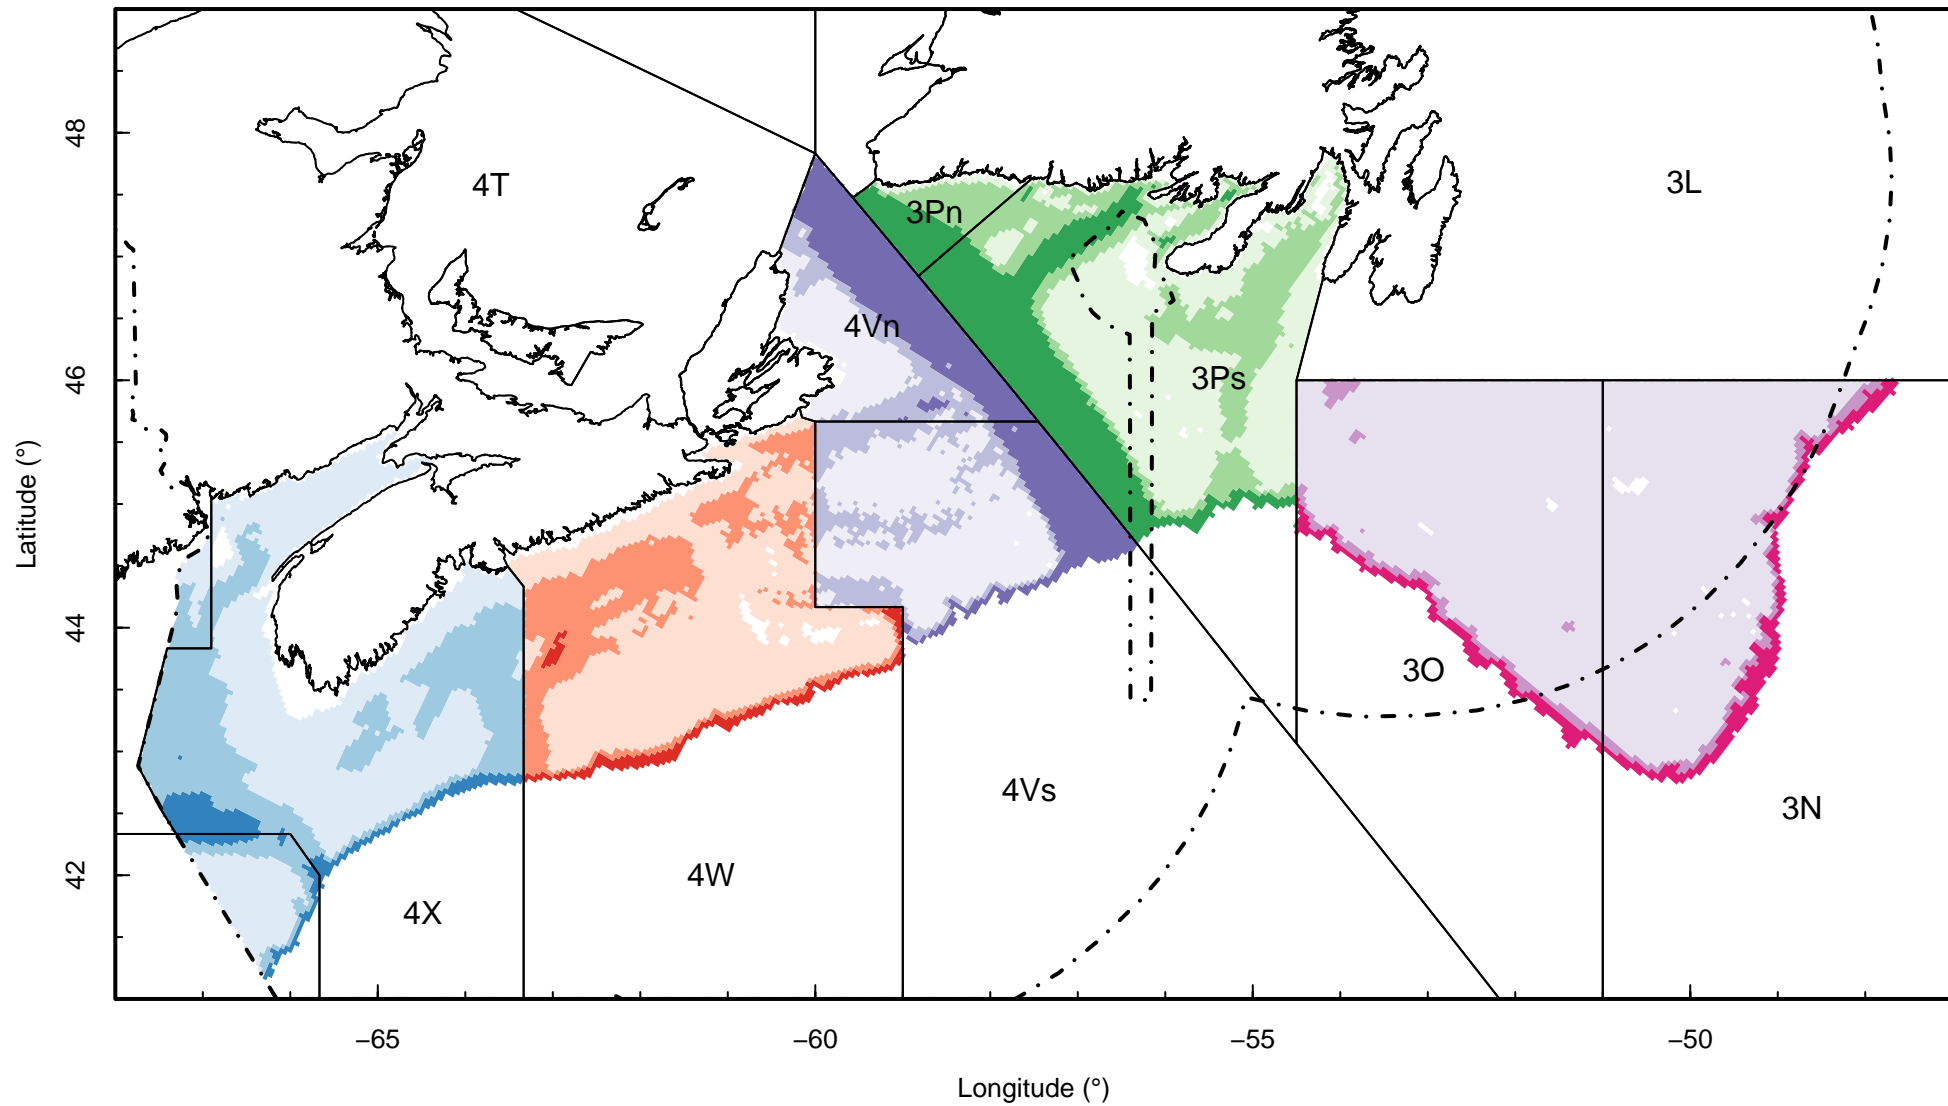 4T
3L
3Pn
4Vn
3Ps
3O
4Vs
3N
4W
4X
48
46
44
42
Latitude (°)
−65
−60
−55
−50
Longitude (°)